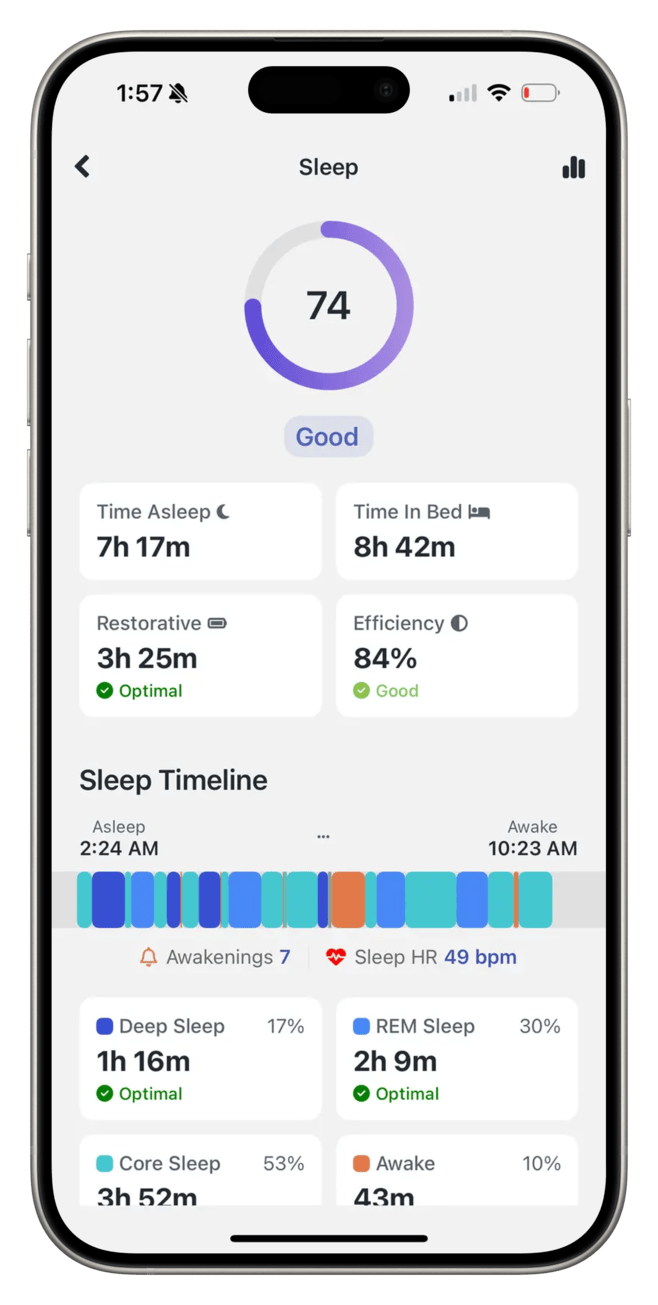 1:57
Sleep
74
Good
Time Asleep
Time In Bed
7h 17m
8h 42m
Restorative
Efficiency
3h 25m
84%
Optimal
Good
Sleep Timeline
Asleep
...
Awake
2:24 AM
10:23 AM
Awakenings 7
Sleep HR 49 bpm
Deep Sleep 17%
REM Sleep 30%
1h 16m
2h 9m
Optimal
Optimal
Core Sleep 53%
Awake 10%
3h 52m
43m